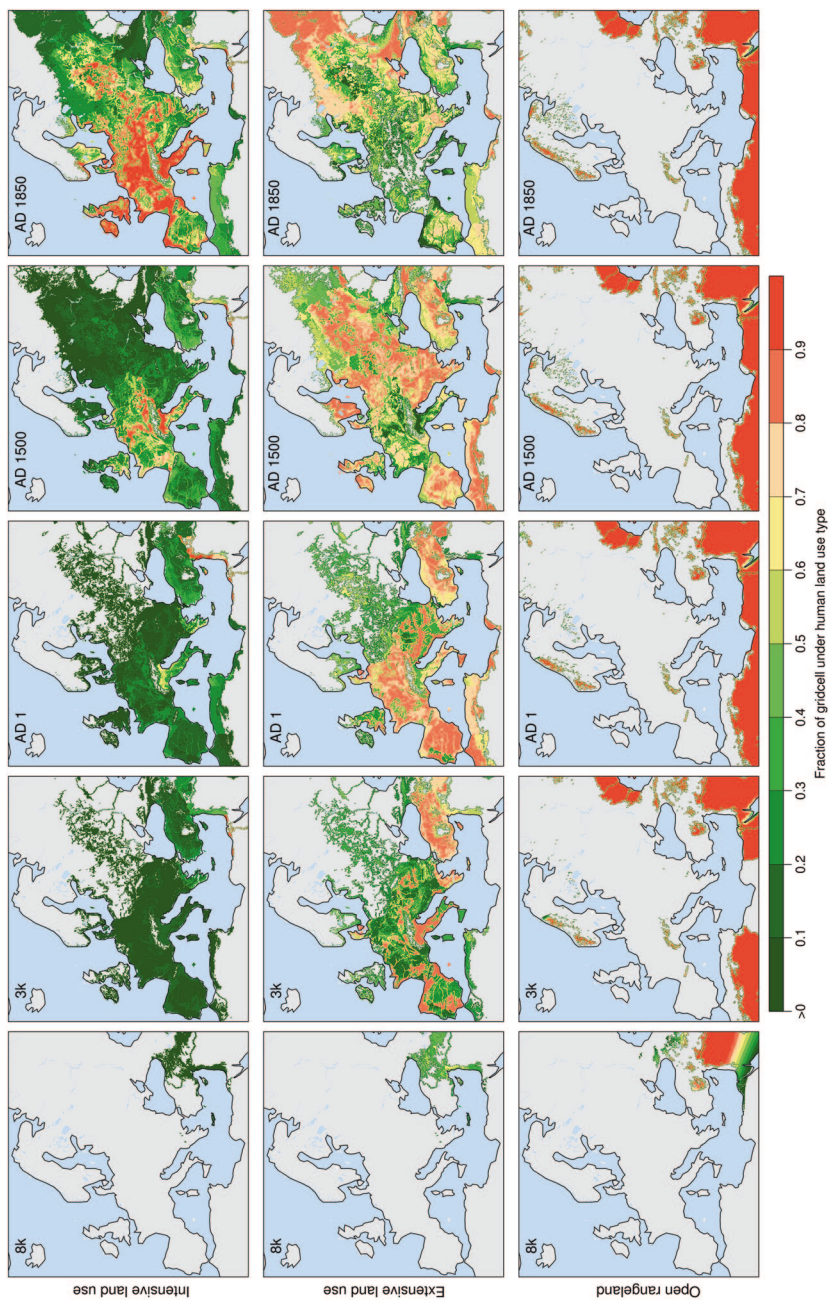 Intensive land use
8k
3k
AD 1
AD 1500
AD 1850
Extensive land use
8k
3k
AD 1
AD 1500
AD 1850
Open rangeland
8k
3k
AD 1
AD 1500
AD 1850
>0 0.1 0.2 0.3 0.4 0.5 0.6 0.7 0.8 0.9
Fraction of gridcell under human land use type